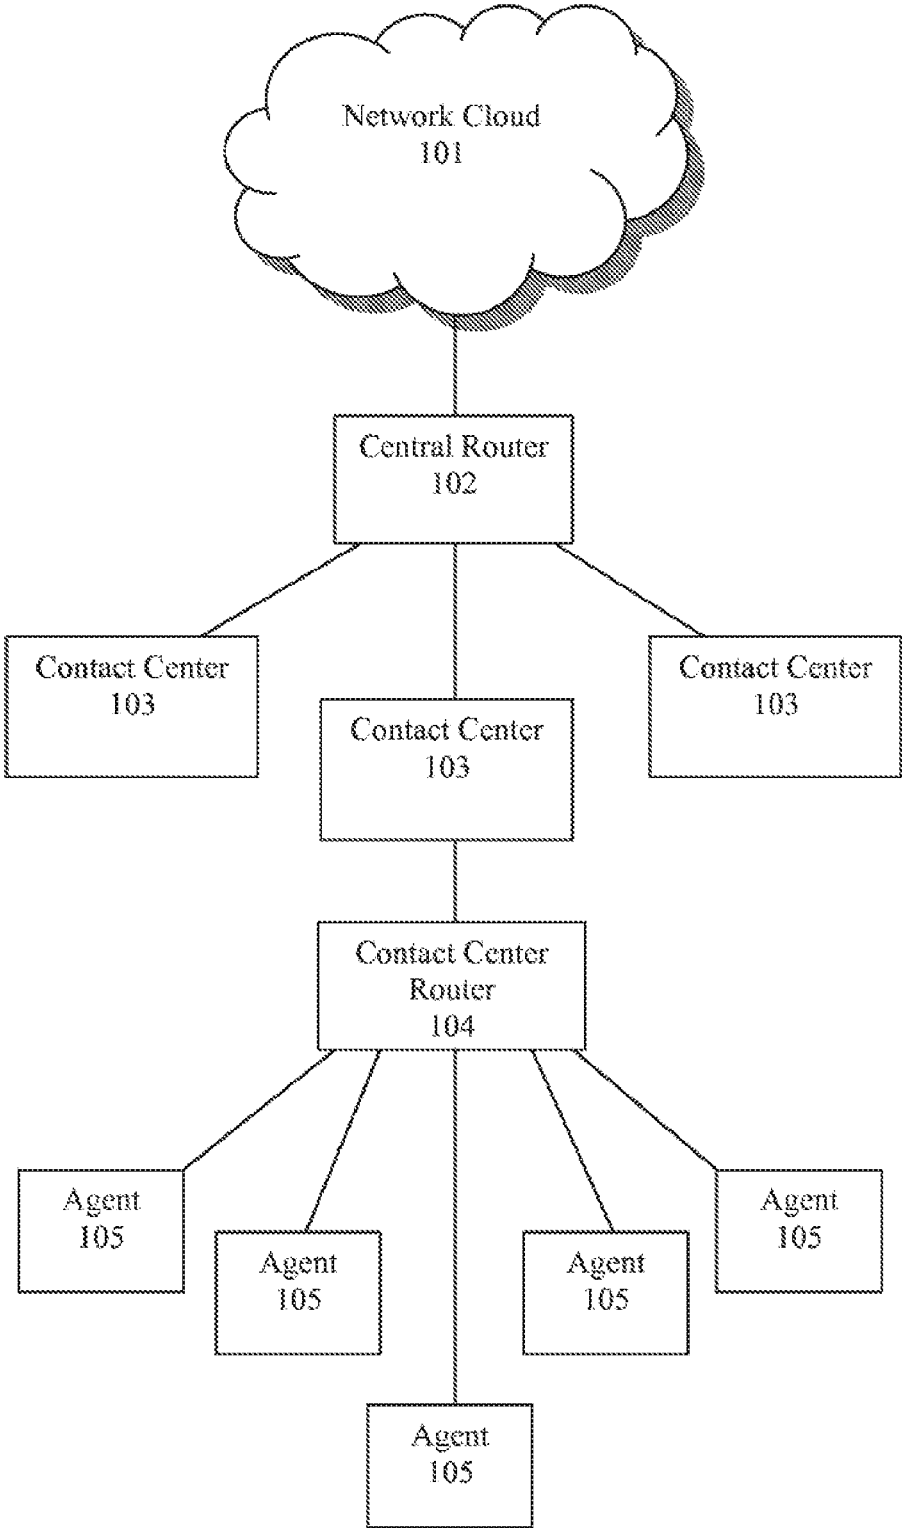 Network Cloud
101
Central Router
102
Contact Center
103
Contact Center
103
Contact Center
103
Contact Center
Router
104
Agent
105
Agent
105
Agent
105
Agent
105
Agent
105